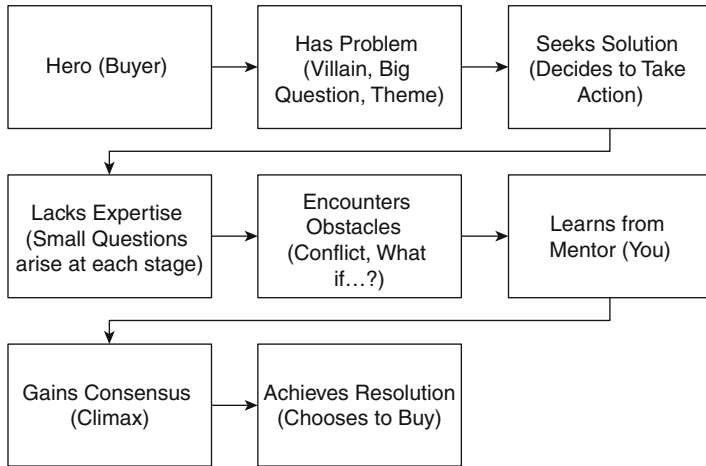 Hero (Buyer)
Has Problem
(Villain, Big
Question, Theme)
Seeks Solution
(Decides to Take
Action)
Lacks Expertise
(Small Questions
arise at each stage)
Encounters
Obstacles
(Conflict, What
if…?)
Learns from
Mentor (You)
Gains Consensus
(Climax)
Achieves Resolution
(Chooses to Buy)